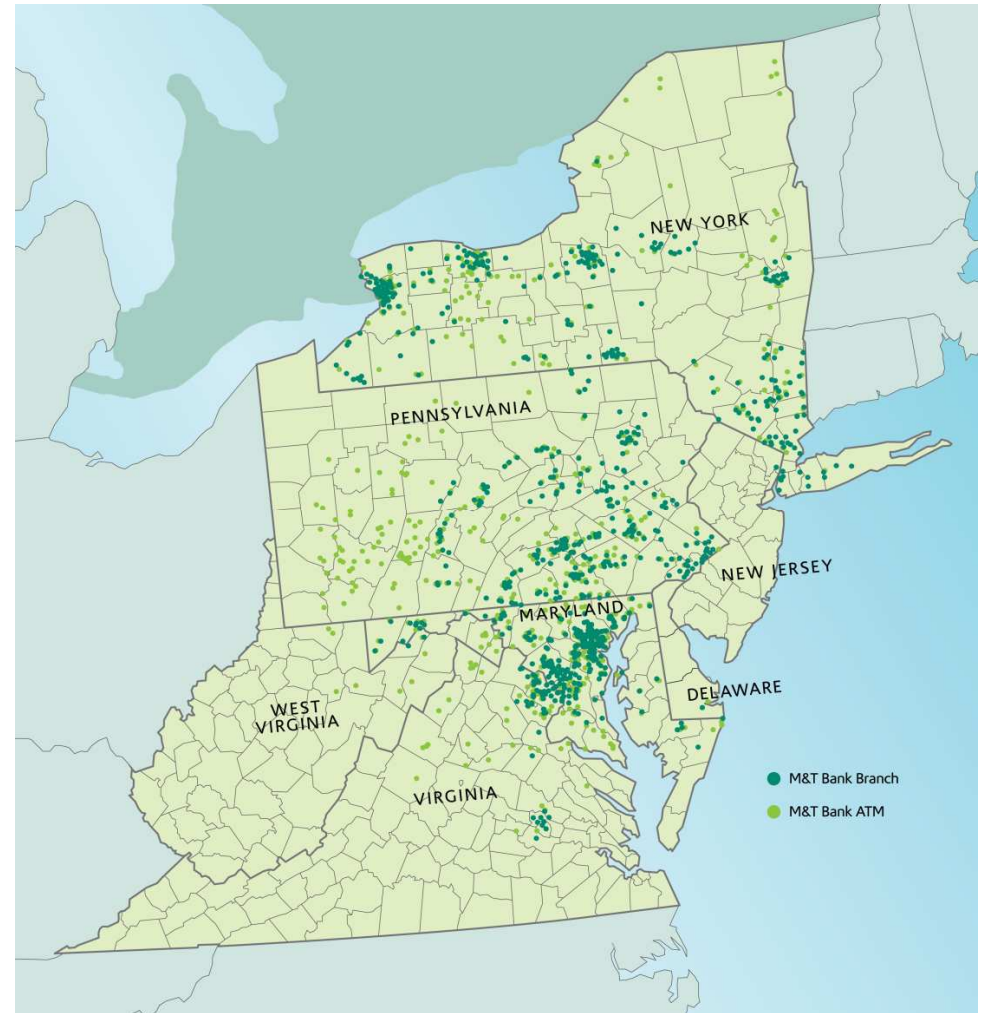 NEW YORK
PENNSYLVANIA
NEW JERSEY
MARYLAND
DELAWARE
WEST
VIRGINIA
M&T Bank Branch
VIRGINIA
M&T Bank ATM